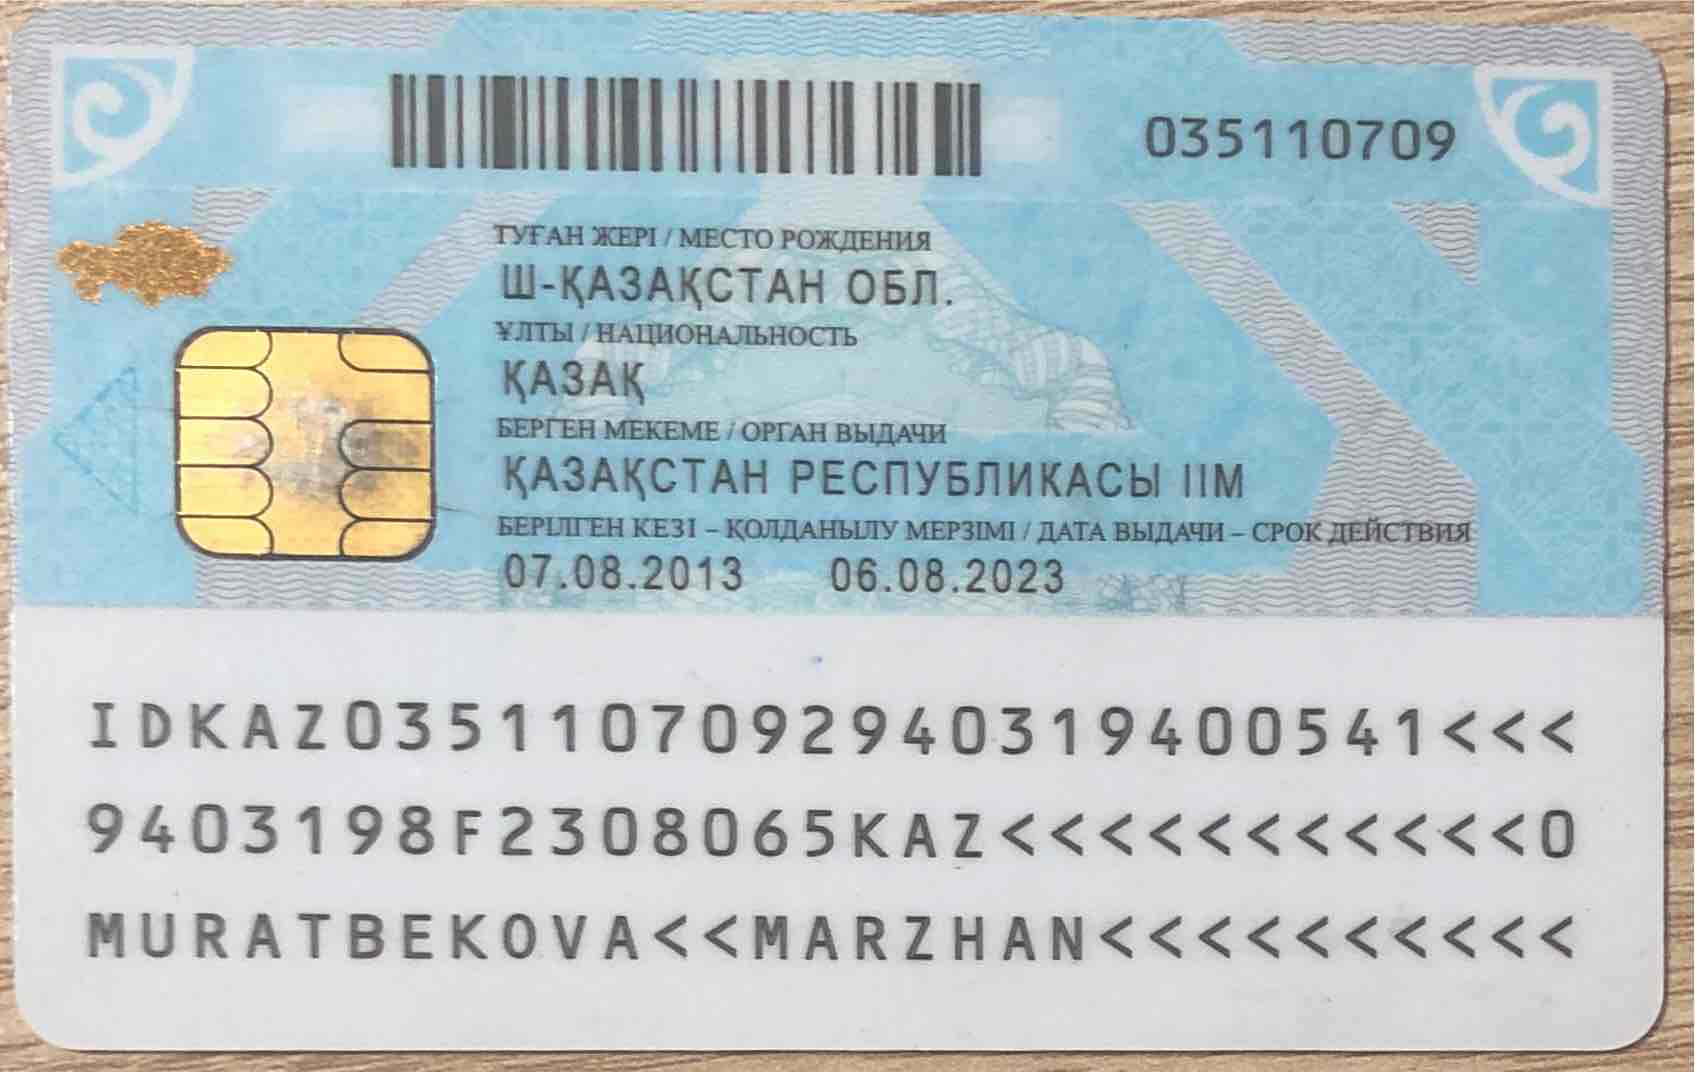 035110709
ТУҒАН ЖЕРІ / МЕСТО РОЖДЕНИЯ
Ш-ҚАЗАҚСТАН ОБЛ.
ҰЛТЫ / НАЦИОНАЛЬНОСТЬ
ҚАЗАҚ
БЕРГЕН МЕКЕМЕ / ОРГАН ВЫДАЧИ
ҚАЗАҚСТАН РЕСПУБЛИКАСЫ ІІМ
БЕРІЛГЕН КЕЗІ – ҚОЛДАНЫЛУ МЕРЗІМІ / ДАТА ВЫДАЧИ – СРОК ДЕЙСТВИЯ
07.08.2013 06.08.2023
IDKAZ0351107092940319400541<<<
9403198F2308065KAZ<<<<<<<<<<<0
MURATBEKOVA<<MARZHAN<<<<<<<<<<